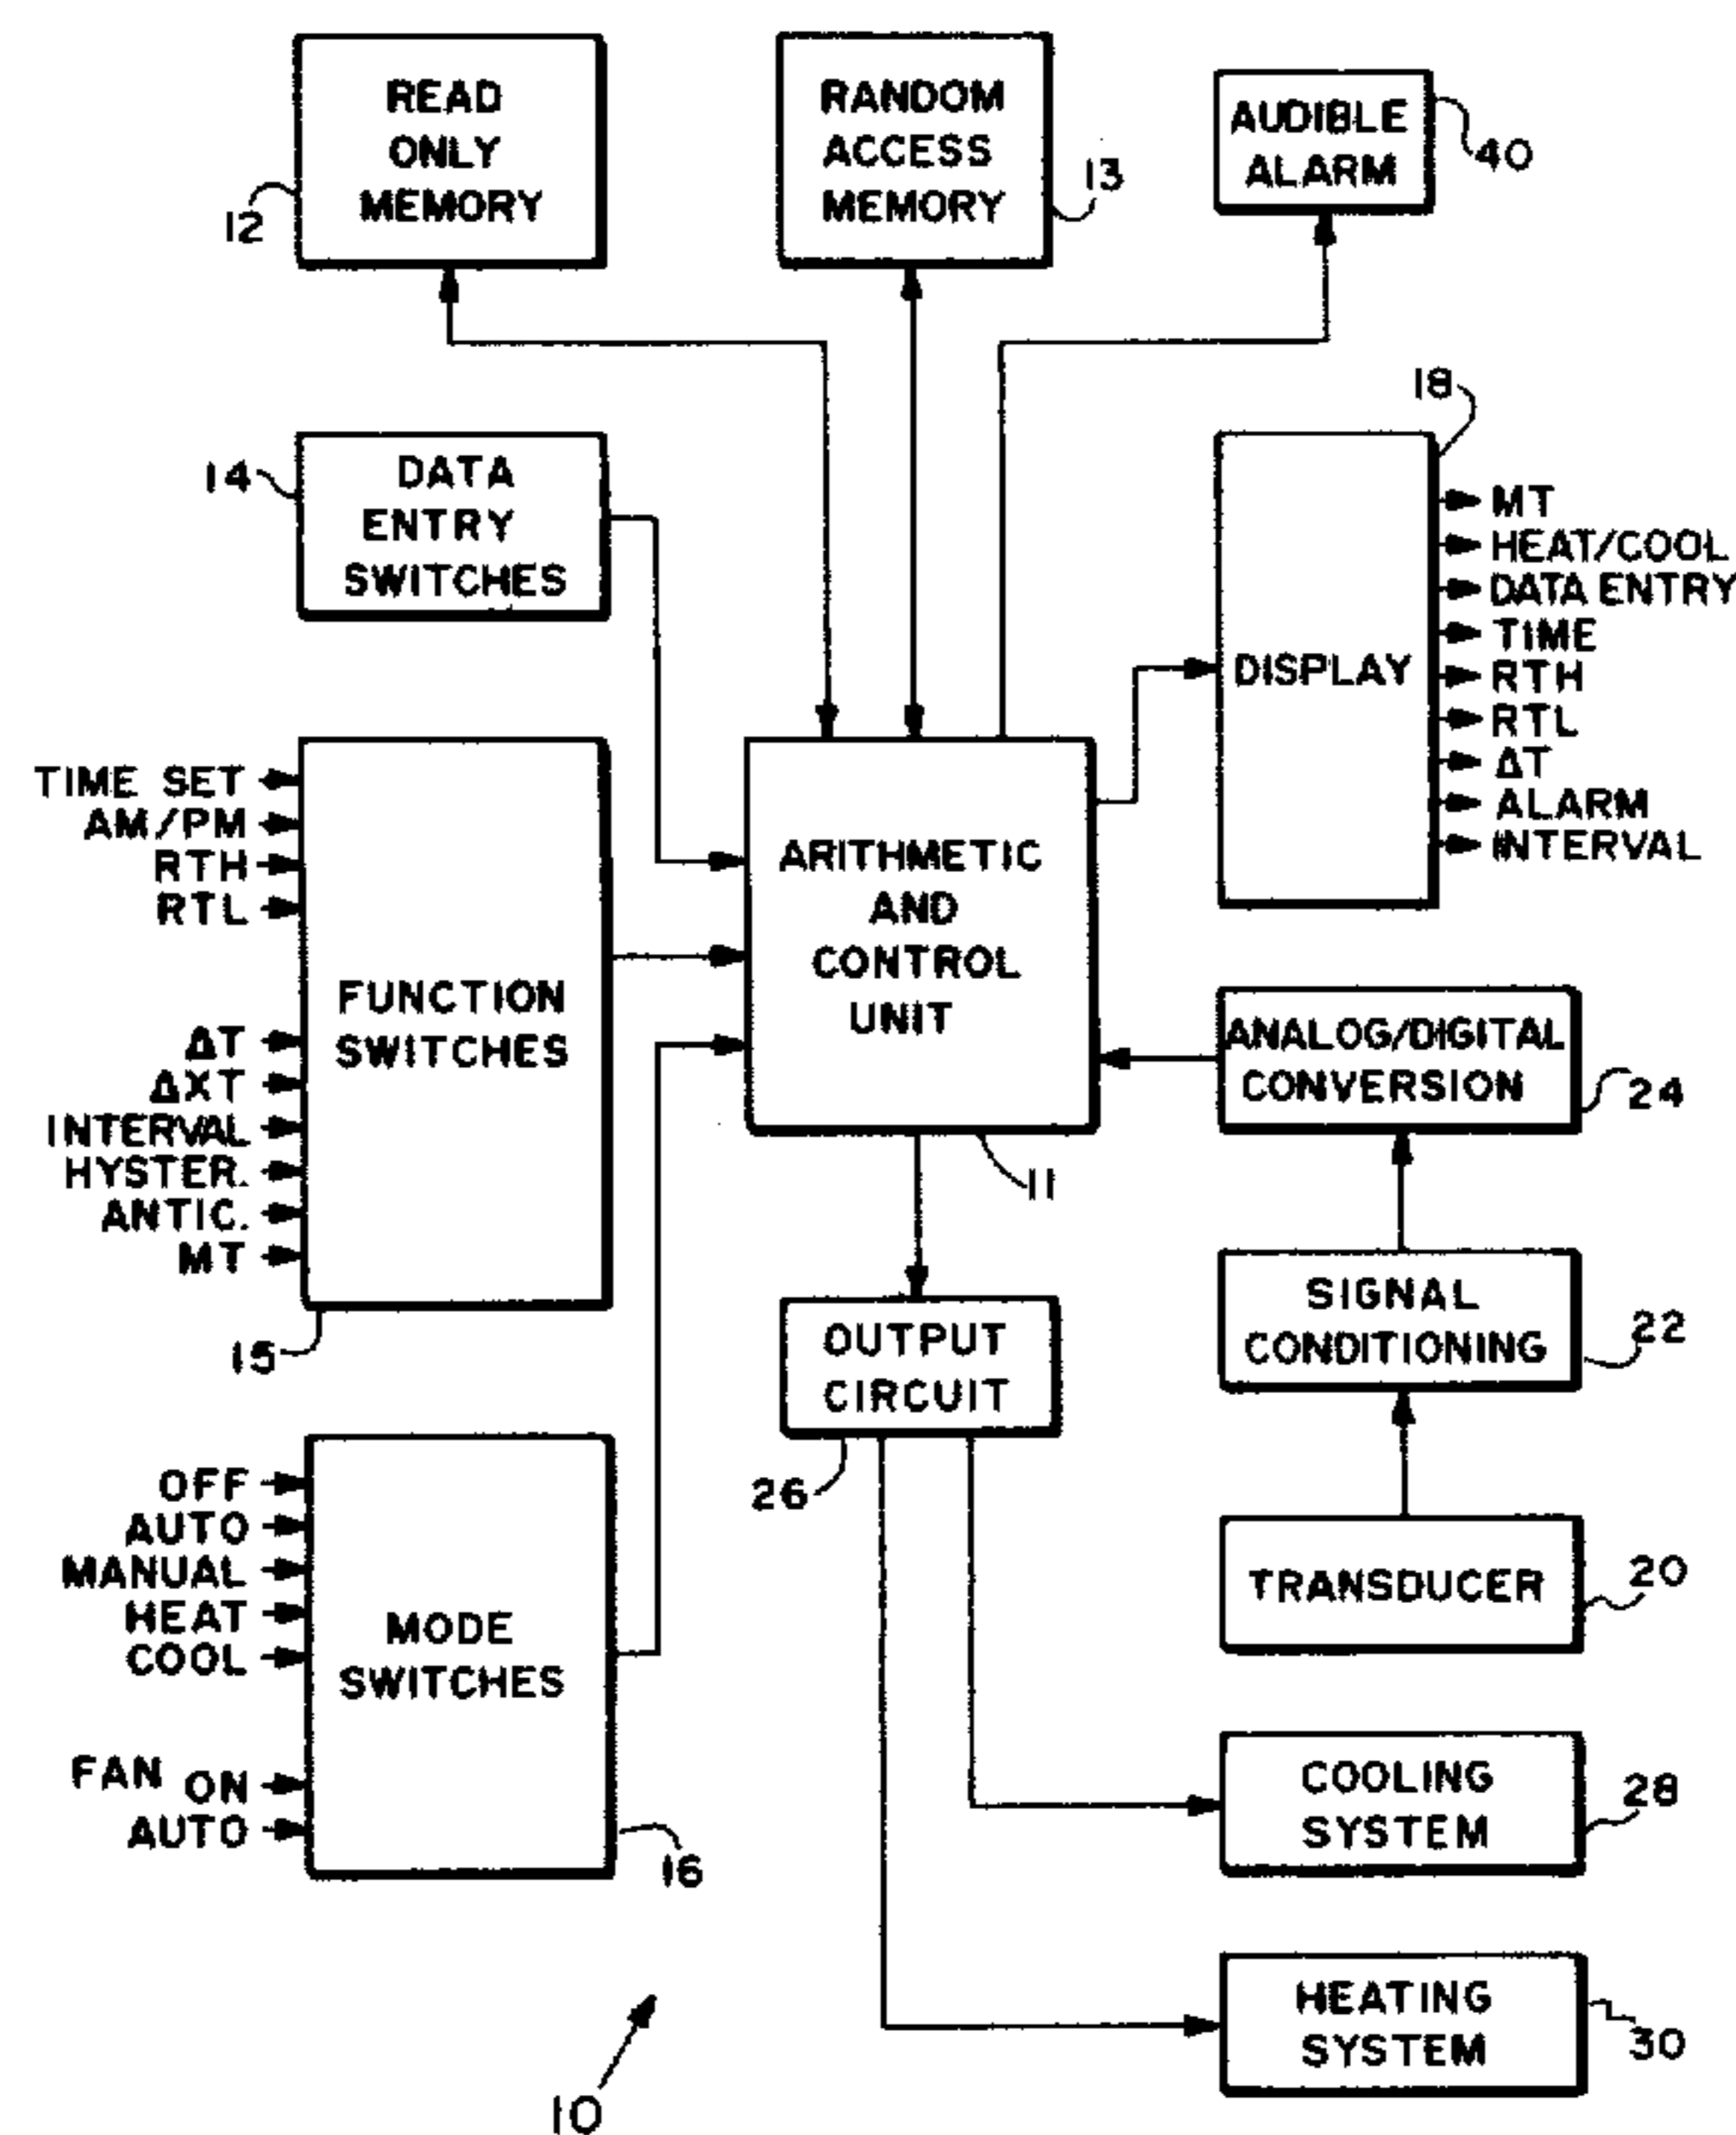 READ
ONLY
MEMORY
12
RANDOM
ACCESS
MEMORY
13
AUDIBLE
ALARM
40
14
DATA
ENTRY
SWITCHES
18
DISPLAY
MT
HEAT/COOL
DATA ENTRY
TIME
RTH
RTL
ΔT
ALARM
INTERVAL
TIME SET
AM/PM
RTH
RTL
ΔT
ΔXT
INTERVAL
HYSTER.
ANTIC.
MT
FUNCTION
SWITCHES
15
ARITHMETIC
AND
CONTROL
UNIT
11
ANALOG/DIGITAL
CONVERSION
24
SIGNAL
CONDITIONING
22
OUTPUT
CIRCUIT
26
TRANSDUCER
20
OFF
AUTO
MANUAL
HEAT
COOL
FAN ON
AUTO
MODE
SWITCHES
16
COOLING
SYSTEM
28
HEATING
SYSTEM
30
10